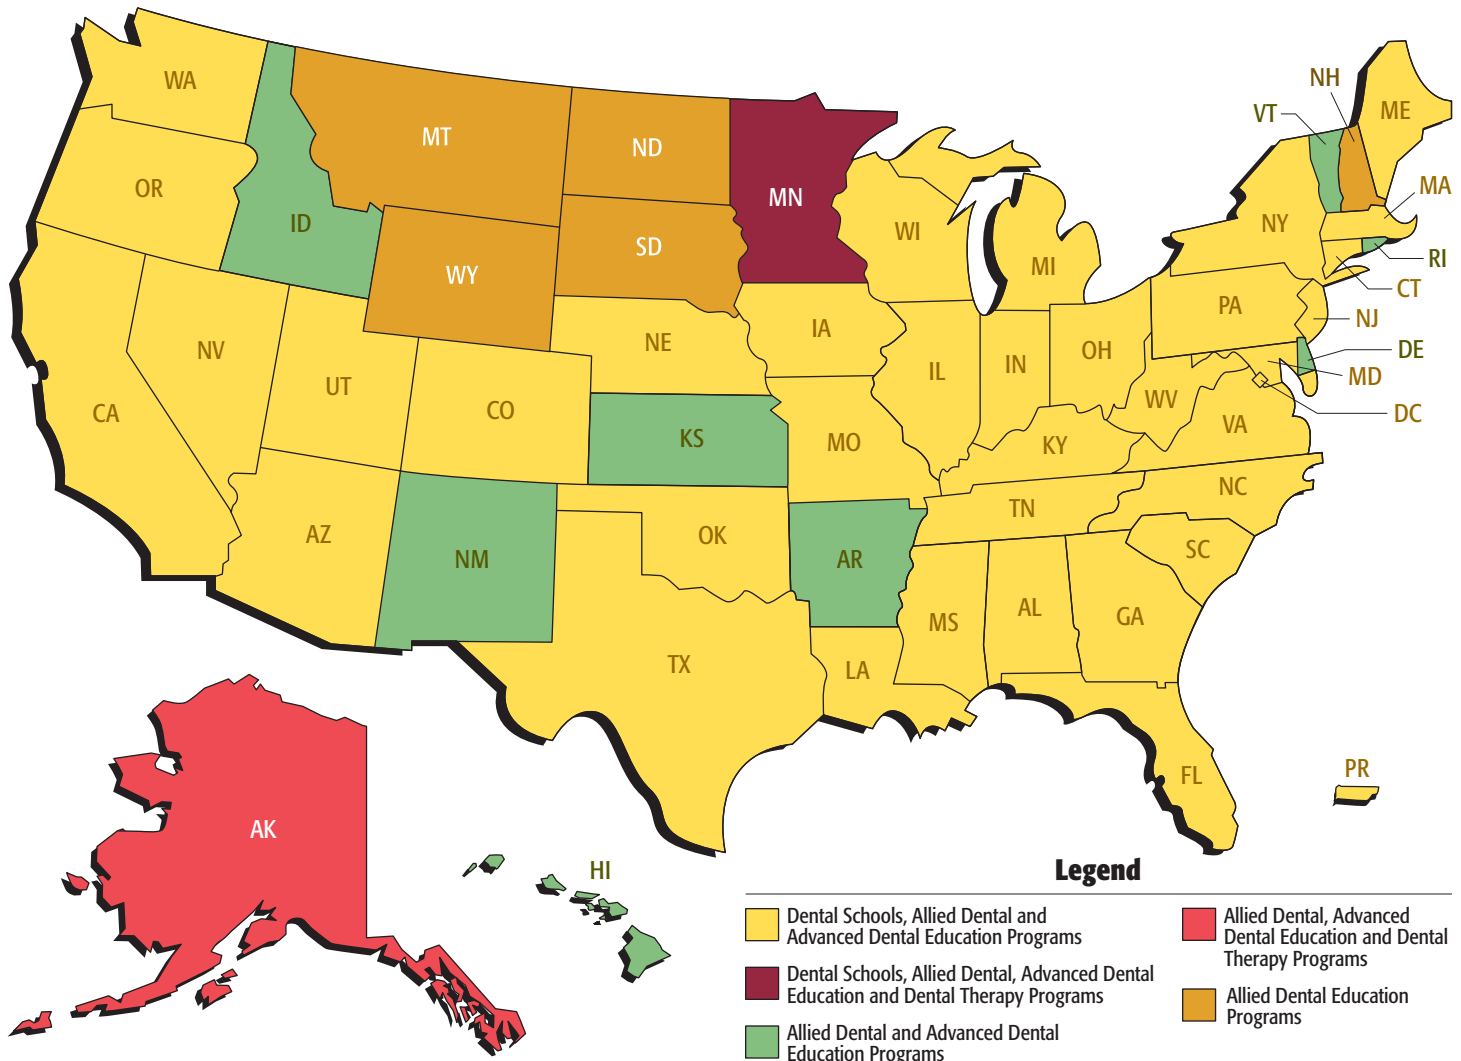 WA
MT
ND
MN
OR
ID
SD
WI
WY
MI
NH
VT
ME
MA
NY
RI
CT
PA
NJ
DE
MD
DC
NV
UT
CA
CO
NE
IA
IL
IN
OH
WV
VA
KS
MO
KY
NC
TN
AZ
NM
OK
AR
SC
MS
AL
GA
TX
LA
FL
PR
AK
HI
Legend
Dental Schools, Allied Dental and
Advanced Dental Education Programs
Dental Schools, Allied Dental, Advanced Dental
Education and Dental Therapy Programs
Allied Dental and Advanced Dental
Education Programs
Allied Dental, Advanced
Dental Education and Dental
Therapy Programs
Allied Dental Education
Programs